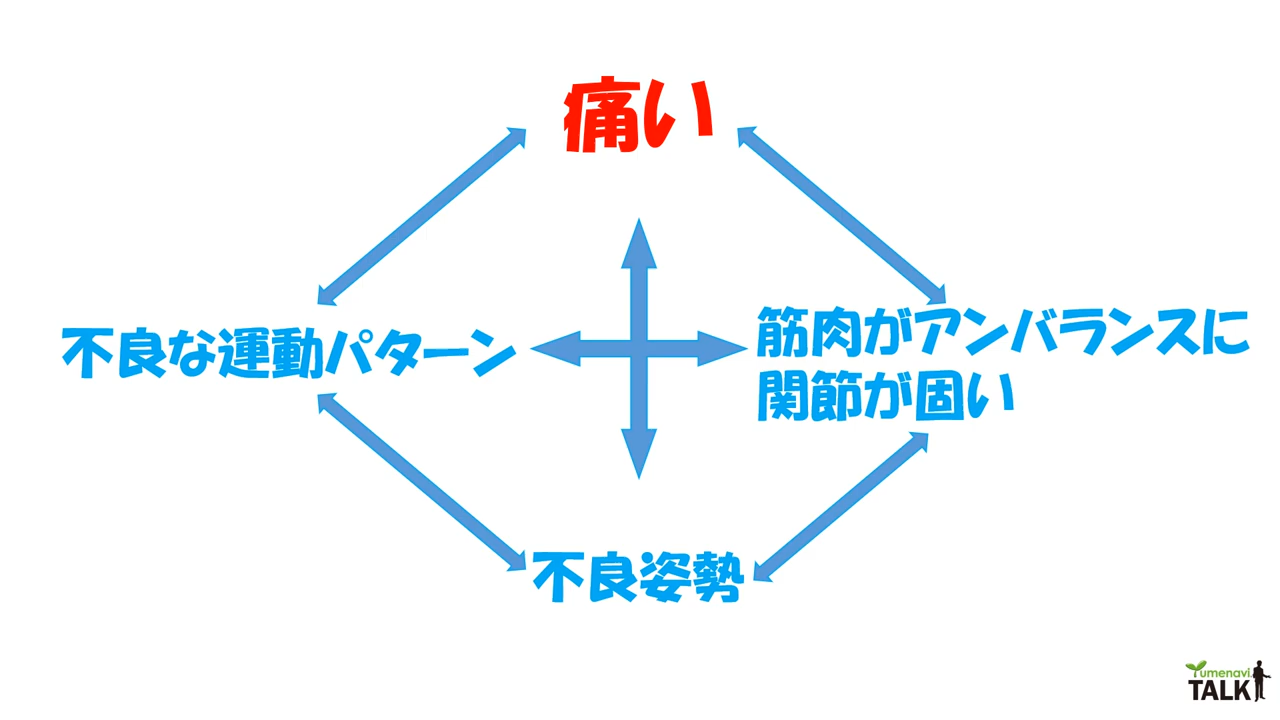 痛い
不良な運動パターン
筋肉がアンバランスに
関節が固い
不良姿勢
Yumenavi
TALK